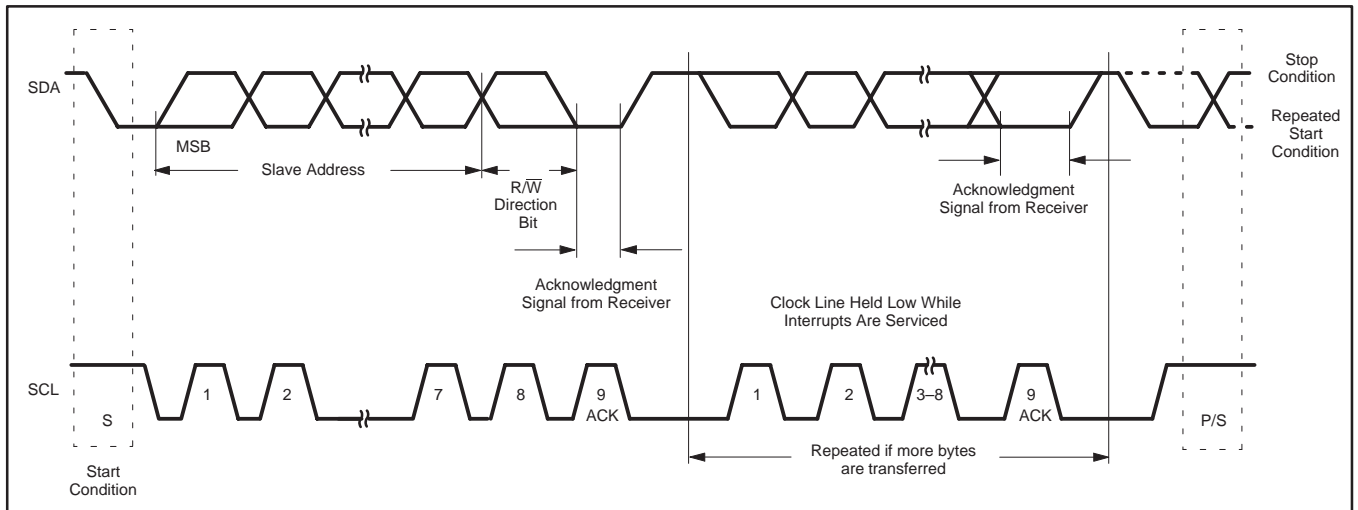 SDA
MSB
Slave Address
R/W̅
Direction
Bit
Acknowledgment
Signal from Receiver
Acknowledgment
Signal from Receiver
Stop
Condition
Repeated
Start
Condition
Clock Line Held Low While
Interrupts Are Serviced
SCL
S
1
2
7
8
9
ACK
1
2
3–8
9
ACK
P/S
Start
Condition
Repeated if more bytes
are transferred